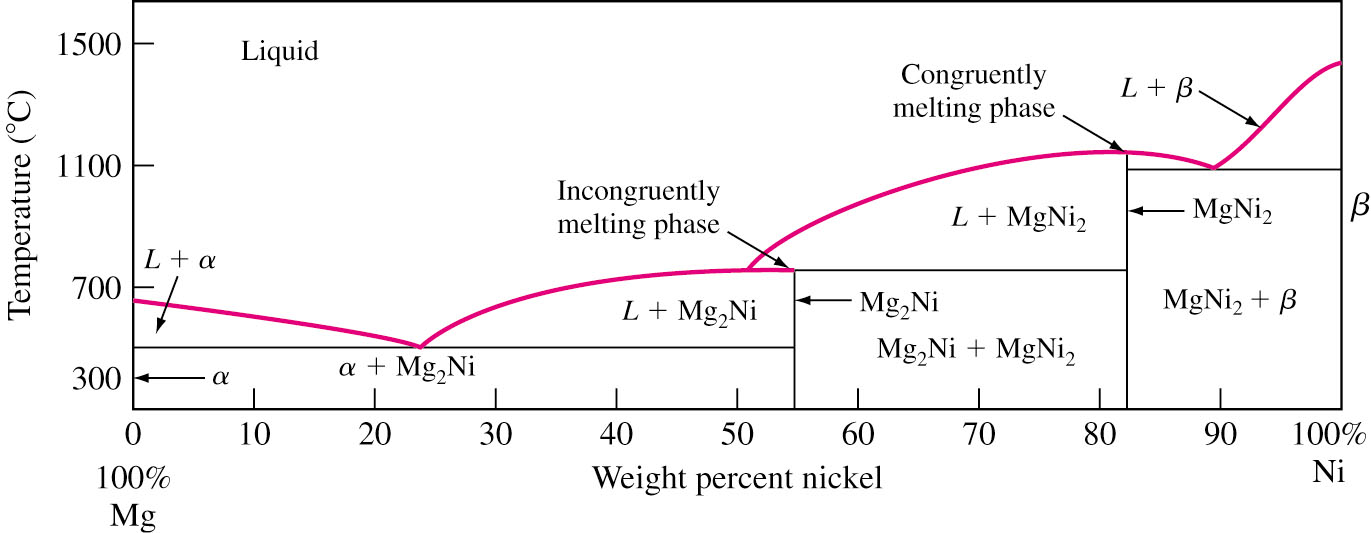 Temperature (°C)
1500
1100
700
300
Liquid
Congruently
melting phase
L + β
Incongruently
melting phase
L + MgNi₂
MgNi₂
β
L + α
L + Mg₂Ni
Mg₂Ni
MgNi₂ + β
α + Mg₂Ni
Mg₂Ni + MgNi₂
α
0 10 20 30 40 50 60 70 80 90 100%
100%
Mg
Weight percent nickel
Ni